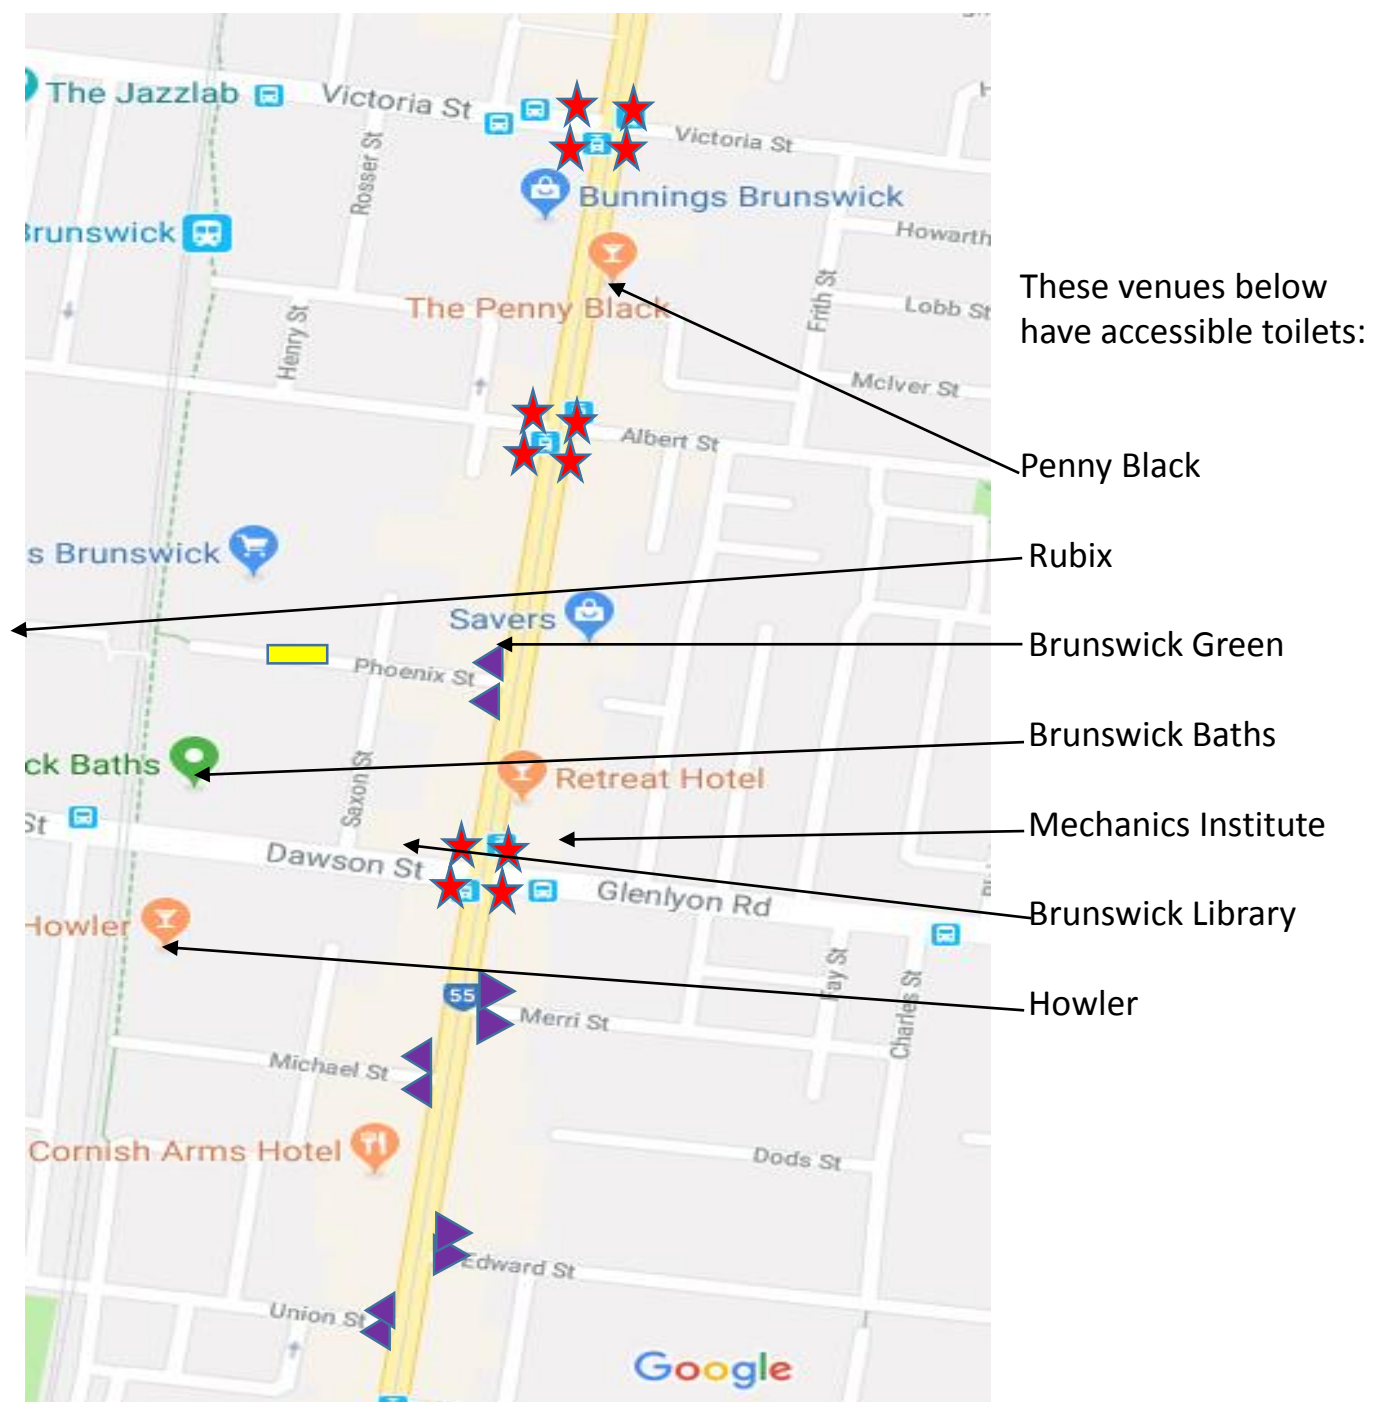 The Jazzlab
Victoria St
Victoria St
Rosser St
Bunnings Brunswick
Brunswick
Howarth
The Penny Black
Henry St
Frith St
Lobb St
McIver St
Albert St
s Brunswick
Savers
Phoenix St
ck Baths
Saxon St
Retreat Hotel
St
Dawson St
Glenlyon Rd
Howler
Fay St
Charles St
55
Merri St
Michael St
Cornish Arms Hotel
Dods St
Edward St
Union St
Google
These venues below
have accessible toilets:
Penny Black
Rubix
Brunswick Green
Brunswick Baths
Mechanics Institute
Brunswick Library
Howler